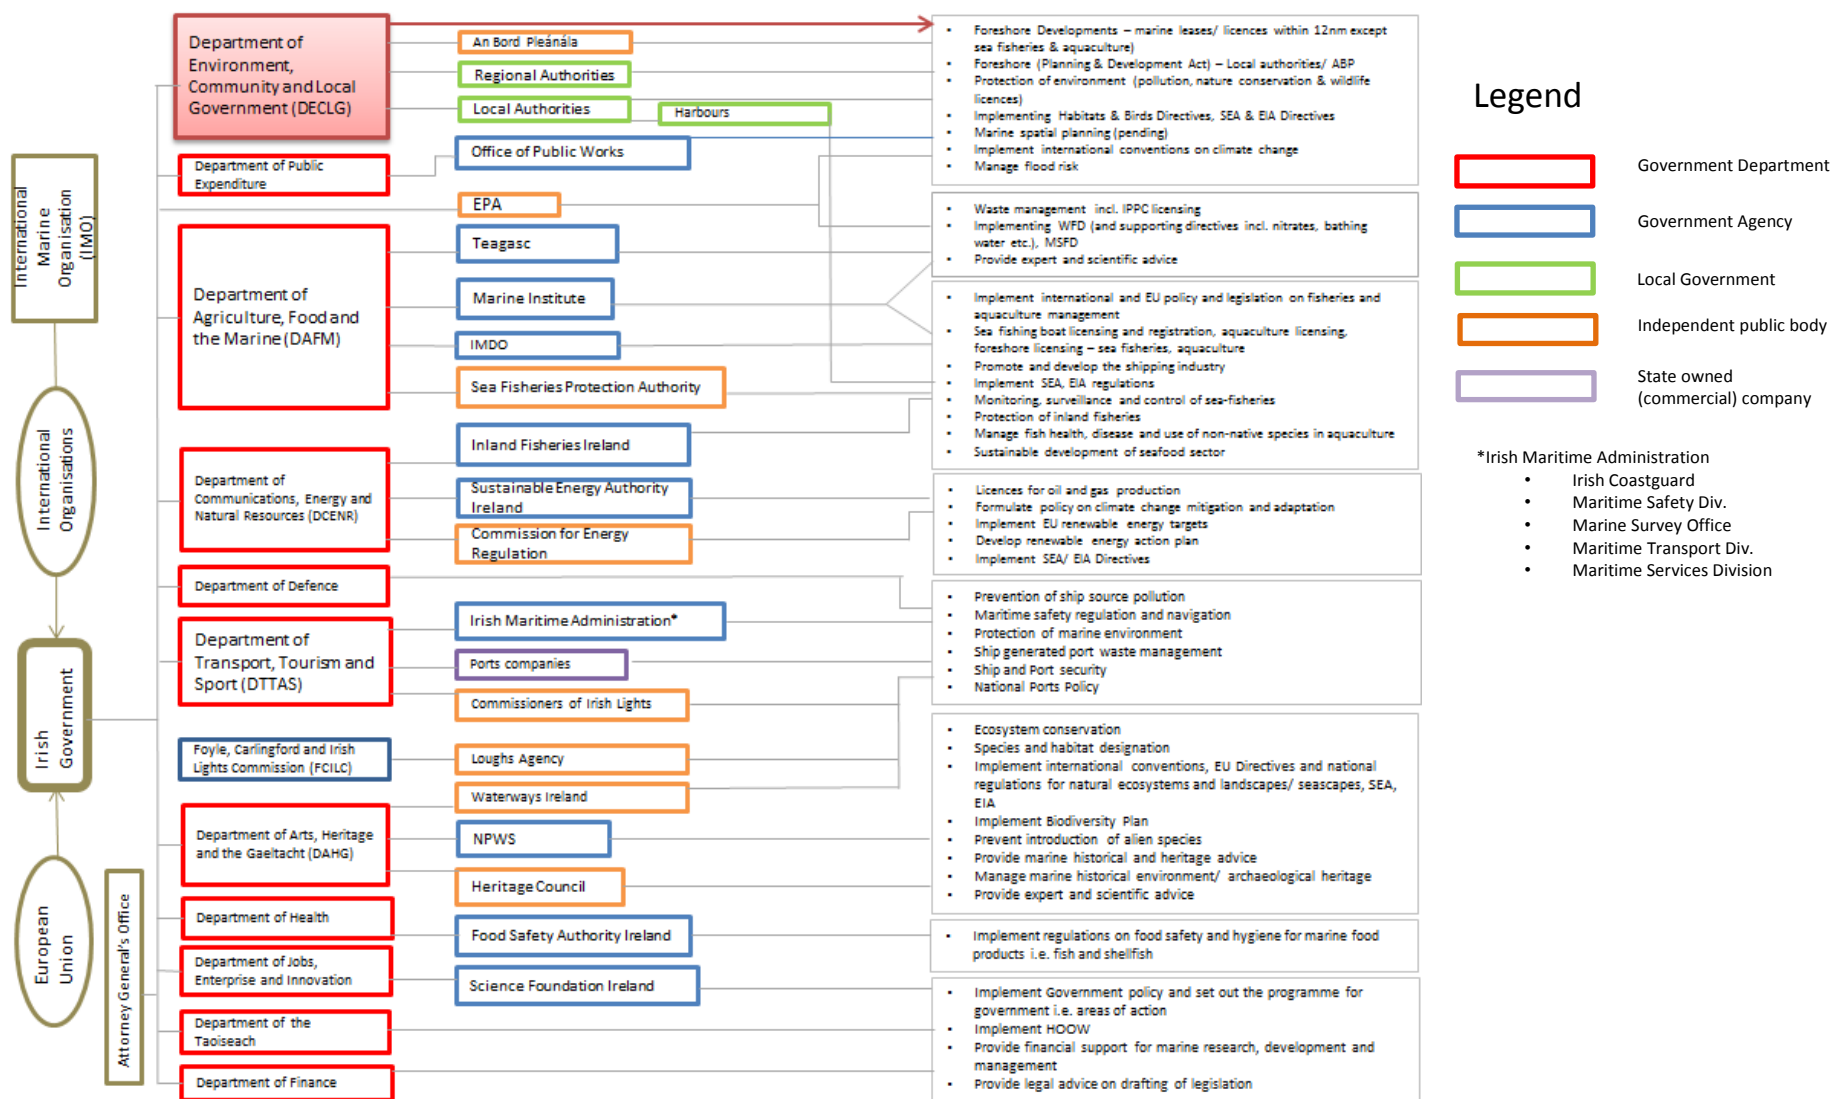 International
Marine
Organisation
(IMO)
International
Organisations
Irish
Government
European
Union
Attorney General's Office
Department of
Environment,
Community and Local
Government (DECLG)
Department of Public
Expenditure
Department of
Agriculture, Food and
the Marine (DAFM)
Department of
Communications, Energy and
Natural Resources (DCENR)
Department of Defence
Department of
Transport, Tourism and
Sport (DTTAS)
Foyle, Carlingford and Irish
Lights Commission (FCILC)
Department of Arts, Heritage
and the Gaeltacht (DAHG)
Department of Health
Department of Jobs,
Enterprise and Innovation
Department of the
Taoiseach
Department of Finance
An Bord Pleánála
Regional Authorities
Local Authorities
Harbours
Office of Public Works
EPA
Teagasc
Marine Institute
IMDO
Sea Fisheries Protection Authority
Inland Fisheries Ireland
Sustainable Energy Authority
Ireland
Commission for Energy
Regulation
Irish Maritime Administration*
Ports companies
Commissioners of Irish Lights
Loughs Agency
Waterways Ireland
NPWS
Heritage Council
Food Safety Authority Ireland
Science Foundation Ireland
• Foreshore Developments – marine leases/ licences within 12nm except
sea fisheries & aquaculture)
• Foreshore (Planning & Development Act) – Local authorities/ ABP
• Protection of environment (pollution, nature conservation & wildlife
licences)
• Implementing Habitats & Birds Directives, SEA & EIA Directives
• Marine spatial planning (pending)
• Implement international conventions on climate change
• Manage flood risk
• Waste management incl. IPPC licensing
• Implementing WFD (and supporting directives incl. nitrates, bathing
water etc.), MSFD
• Provide expert and scientific advice
• Implement international and EU policy and legislation on fisheries and
aquaculture management
• Sea fishing boat licensing and registration, aquaculture licensing,
foreshore licensing – sea fisheries, aquaculture
• Promote and develop the shipping industry
• Implement SEA, EIA regulations
• Monitoring, surveillance and control of sea-fisheries
• Protection of inland fisheries
• Manage fish health, disease and use of non-native species in aquaculture
• Sustainable development of seafood sector
• Licences for oil and gas production
• Formulate policy on climate change mitigation and adaptation
• Implement EU renewable energy targets
• Develop renewable energy action plan
• Implement SEA/ EIA Directives
• Prevention of ship source pollution
• Maritime safety regulation and navigation
• Protection of marine environment
• Ship generated port waste management
• Ship and Port security
• National Ports Policy
• Ecosystem conservation
• Species and habitat designation
• Implement international conventions, EU Directives and national
regulations for natural ecosystems and landscapes/ seascapes, SEA,
EIA
• Implement Biodiversity Plan
• Prevent introduction of alien species
• Provide marine historical and heritage advice
• Manage marine historical environment/ archaeological heritage
• Provide expert and scientific advice
• Implement regulations on food safety and hygiene for marine food
products i.e. fish and shellfish
• Implement Government policy and set out the programme for
government i.e. areas of action
• Implement HOOW
• Provide financial support for marine research, development and
management
• Provide legal advice on drafting of legislation
Legend
Government Department
Government Agency
Local Government
Independent public body
State owned
(commercial) company
*Irish Maritime Administration
• Irish Coastguard
• Maritime Safety Div.
• Marine Survey Office
• Maritime Transport Div.
• Maritime Services Division